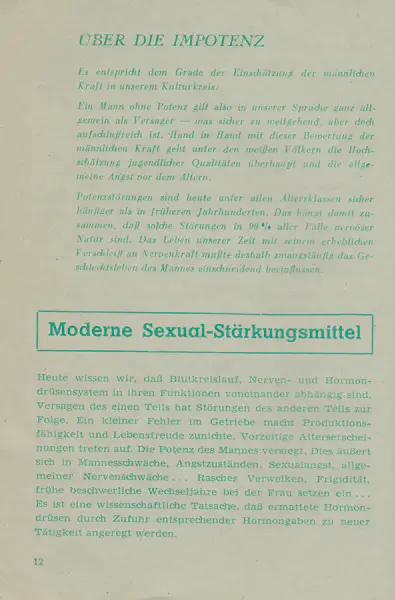 ÜBER DIE IMPOTENZ
Es entspricht dem Grade der Einschätzung der männlichen
Kraft in unserem Kulturkreis:
Ein Mann ohne Potenz gilt also in unserer Sprache ganz all-
gemein als Versager — was sicher zu weitgehend, aber doch
aufschlußreich ist. Hand in Hand mit dieser Bewertung der
männlichen Kraft geht unter den meißen Völkern die Hoch-
schätzung jugendlicher Qualitäten überhaupt und die allge-
meine Angst vor dem Altern.
Potenzstörungen sind heute unter allen Altersklassen sicher
häufiger als in früheren Jahrhunderten. Das hängt damit zu-
sammen, daß solche Störungen in 90 % aller Fälle nervöser
Natur sind. Das Leben unserer Zeit mit seinem erheblichen
Verschleiß an Nervenkraft mußte deshalb zwangsläufig das Ge-
schlechtsleben des Mannes einschneidend beeinflussen.
Moderne Sexual-Stärkungsmittel
Heute wissen wir, daß Blutkreislauf, Nerven- und Hormon-
drüsensystem in ihren Funktionen voneinander abhängig sind.
Versagen des einen Teils hat Störungen des anderen Teils zur
Folge. Ein kleiner Fehler im Getriebe macht Produktions-
fähigkeit und Lebensfreude zunichte. Vorzeitige Alterserschei-
nungen treten auf. Die Potenz des Mannes versiegt. Dies äußert
sich in Mannesschwäche, Angstzuständen, Sexualangst, allge-
meiner Nervenschwäche . . . Rasches Verwelken, Frigidität,
frühe beschwerliche Wechseljahre bei der Frau setzen ein . . .
Es ist eine wissenschaftliche Tatsache, daß ermattete Hormon-
drüsen durch Zufuhr entsprechender Hormongaben zu neuer
Tätigkeit angeregt werden.
12